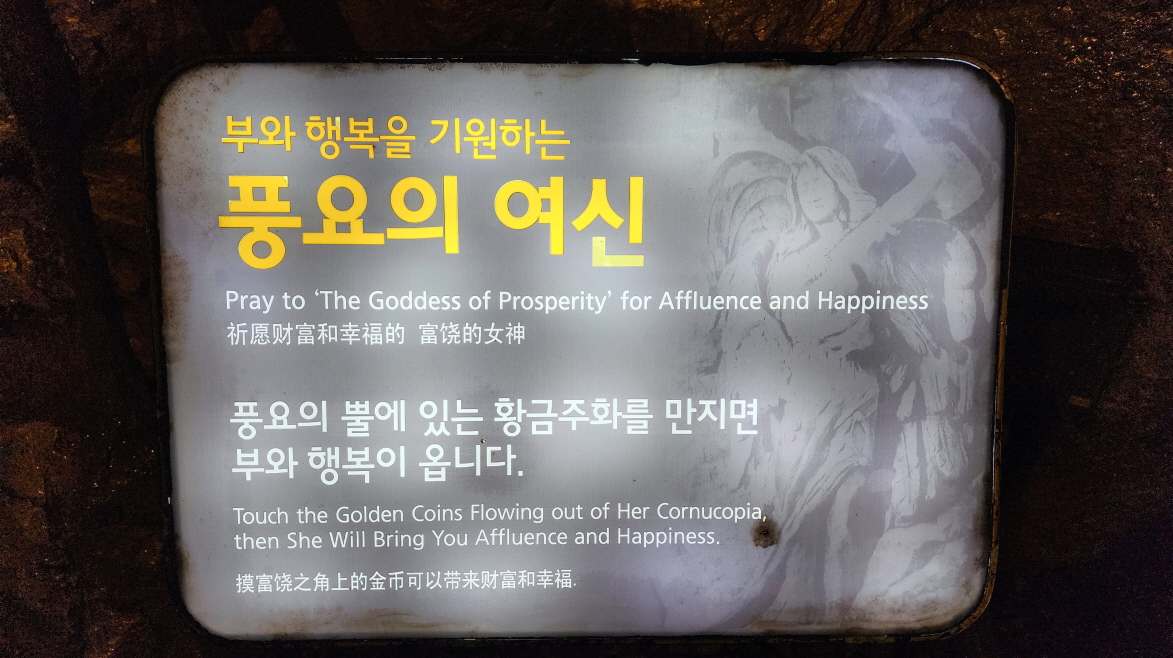 부와 행복을 기원하는
풍요의 여신
Pray to ‘The Goddess of Prosperity’ for Affluence and Happiness
祈愿财富和幸福的 富饶的女神
풍요의 뿔에 있는 황금주화를 만지면
부와 행복이 옵니다.
Touch the Golden Coins Flowing out of Her Cornucopia,
then She Will Bring You Affluence and Happiness.
摸富饶之角上的金币可以带来财富和幸福.